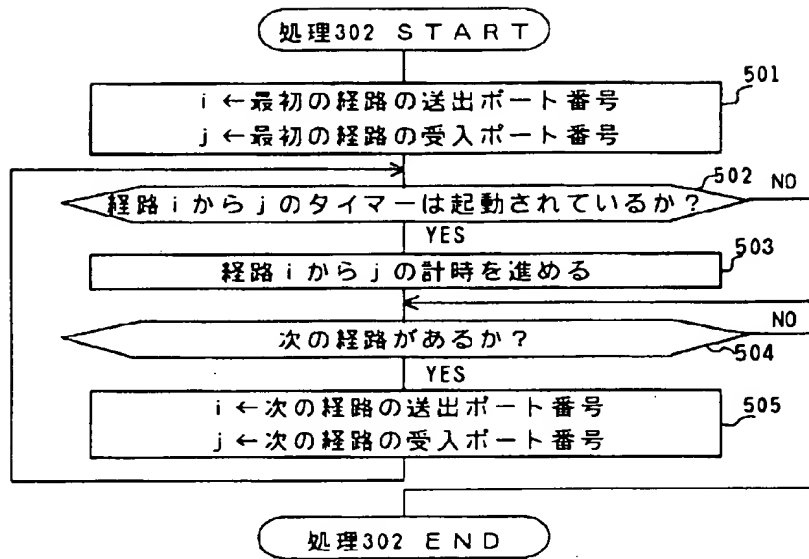 処理302 START
501
i←最初の経路の送出ポート番号
j←最初の経路の受入ポート番号
502
NO
経路iからjのタイマーは起動されているか?
YES
503
経路iからjの計時を進める
NO
次の経路があるか?
504
YES
505
i←次の経路の送出ポート番号
j←次の経路の受入ポート番号
処理302 END